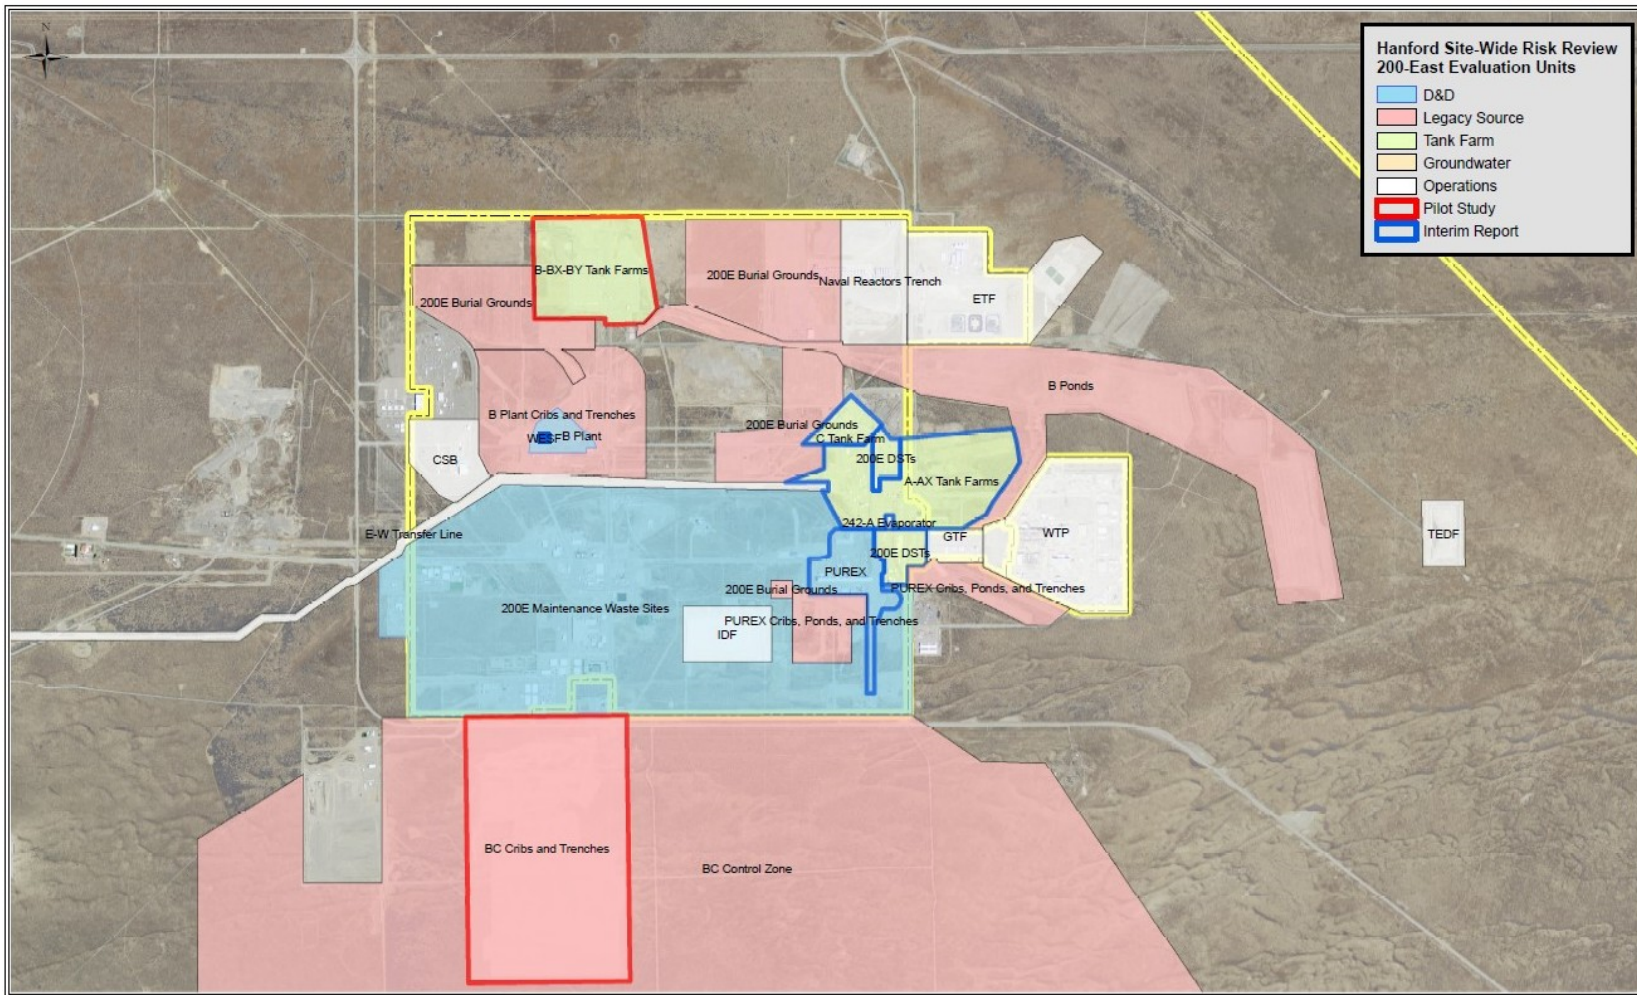 N
Hanford Site-Wide Risk Review
200-East Evaluation Units
D&D
Legacy Source
Tank Farm
Groundwater
Operations
Pilot Study
Interim Report
B-BX-BY Tank Farms
200E Burial Grounds
Naval Reactors Trench
200E Burial Grounds
ETF
B Ponds
B Plant Cribs and Trenches
200E Burial Grounds
WESF
B Plant
C Tank Farm
CSB
200E DSTs
A-AX Tank Farms
242-A Evaporator
E-W Transfer Line
GTF
WTP
TEDF
200E DSTs
PUREX
200E Burial Grounds
PUREX Cribs, Ponds, and Trenches
200E Maintenance Waste Sites
PUREX Cribs, Ponds, and Trenches
IDF
BC Cribs and Trenches
BC Control Zone